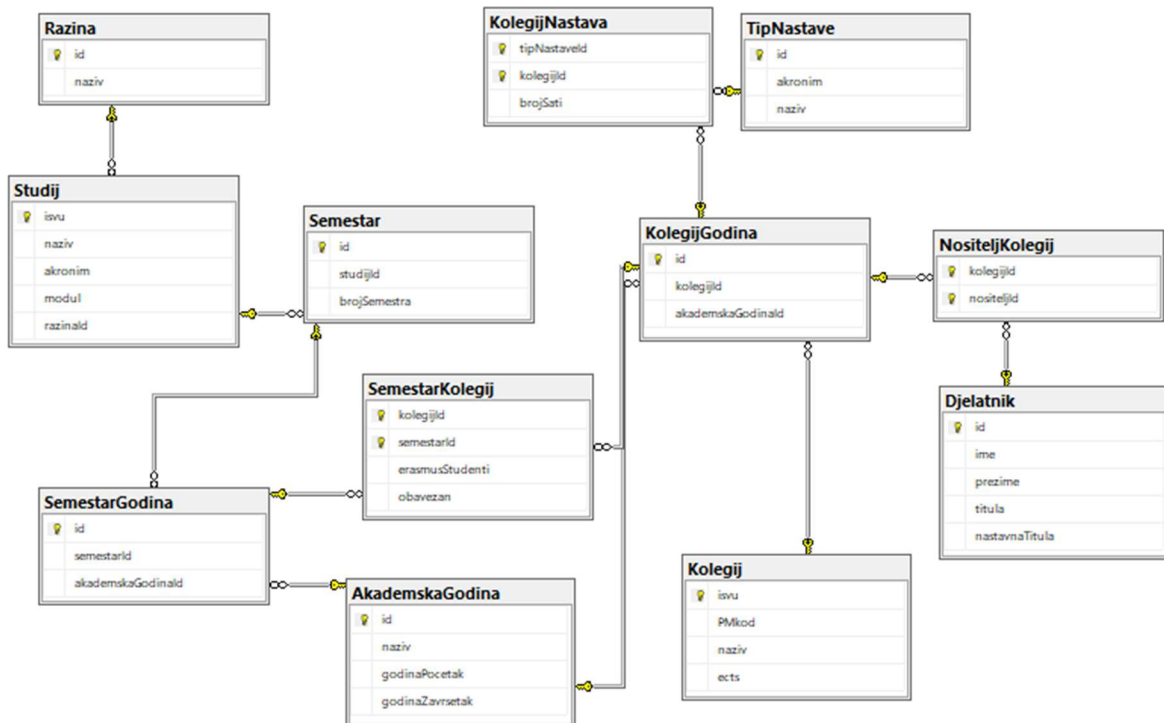 Razina
id
naziv
KolegijNastava
tipNastaveId
kolegijId
brojSati
TipNastave
id
akronim
naziv
Studij
isvu
naziv
akronim
modul
razinaId
Semestar
id
studijId
brojSemestra
KolegijGodina
id
kolegijId
akademskaGodinaId
NositeljKolegij
kolegijId
nositeljId
SemestarKolegij
kolegijId
semestarId
erasmusStudenti
obavezan
Djelatnik
id
ime
prezime
titula
nastavnaTitula
SemestarGodina
id
semestarId
akademskaGodinaId
AkademskaGodina
id
naziv
godinaPocetak
godinaZavrsetak
Kolegij
isvu
PMkod
naziv
ects